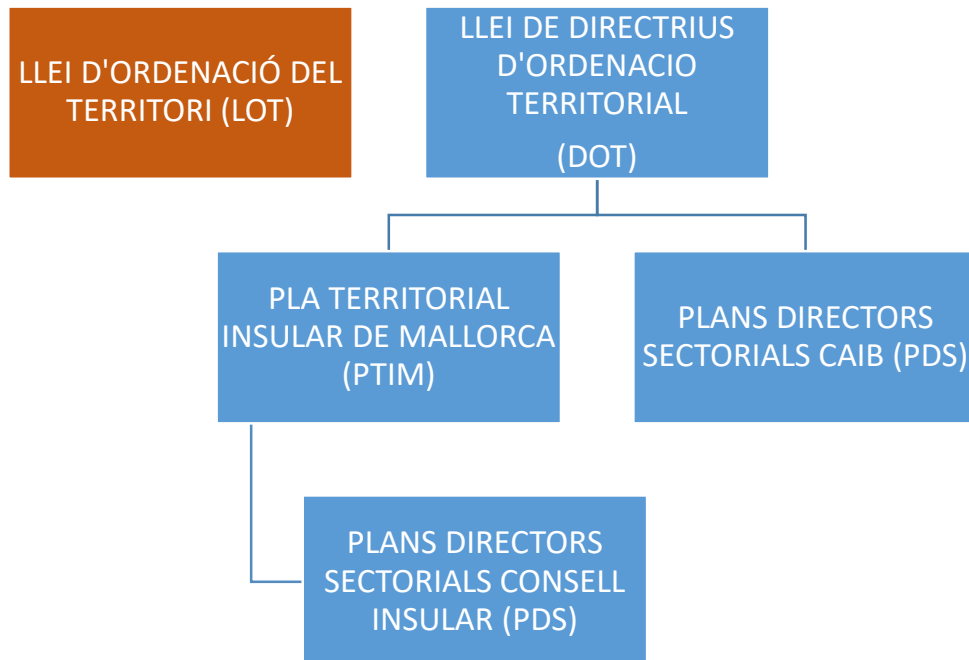 LLEI D'ORDENACIÓ DEL
TERRITORI (LOT)
LLEI DE DIRECTRIUS
D'ORDENACIO
TERRITORIAL
(DOT)
PLA TERRITORIAL
INSULAR DE MALLORCA
(PTIM)
PLANS DIRECTORS
SECTORIALS CAIB (PDS)
PLANS DIRECTORS
SECTORIALS CONSELL
INSULAR (PDS)